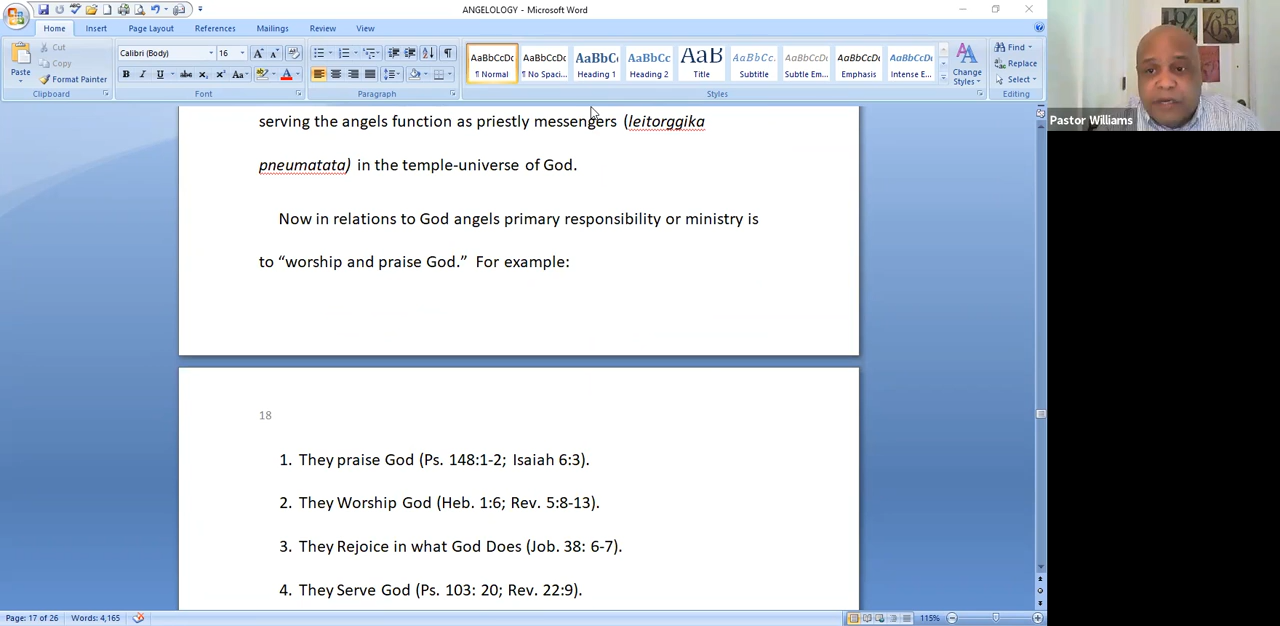 ANGELOLOGY - Microsoft Word
Home Insert Page Layout References Mailings Review View
Paste
Cut
Copy
Format Painter
Calibri (Body) 16
AaBbCcDc AaBbCcDc AaBbC AaBbCc AaB AaBbCc. AaBbCcDc AaBbCcDc AaBbCcDc
¶ Normal ¶ No Spaci... Heading 1 Heading 2 Title Subtitle Subtle Em... Emphasis Intense E...
Change
Styles
Find
Replace
Select
Clipboard Font Paragraph Styles Editing
Pastor Williams
serving the angels function as priestly messengers (leitorggika
pneumatata) in the temple-universe of God.
Now in relations to God angels primary responsibility or ministry is
to “worship and praise God.”  For example:
18
1. They praise God (Ps. 148:1-2; Isaiah 6:3).
2. They Worship God (Heb. 1:6; Rev. 5:8-13).
3. They Rejoice in what God Does (Job. 38: 6-7).
4. They Serve God (Ps. 103: 20; Rev. 22:9).
Page: 17 of 26 Words: 4,165 115%